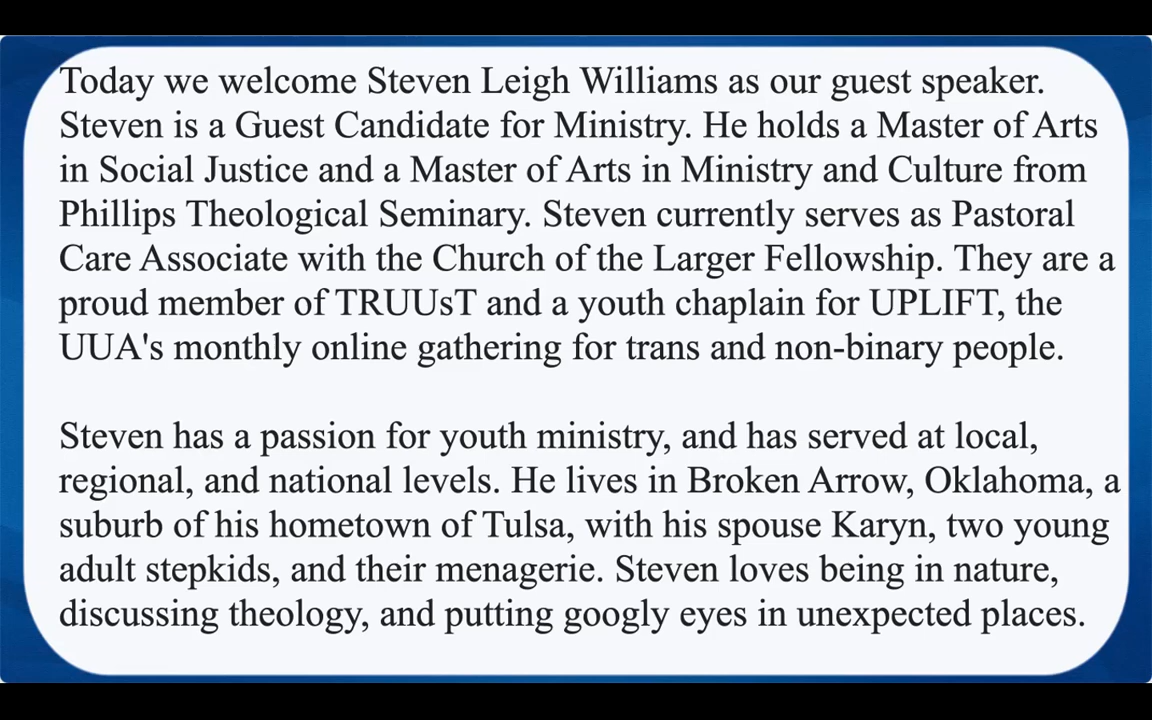 Today we welcome Steven Leigh Williams as our guest speaker.
Steven is a Guest Candidate for Ministry. He holds a Master of Arts
in Social Justice and a Master of Arts in Ministry and Culture from
Phillips Theological Seminary. Steven currently serves as Pastoral
Care Associate with the Church of the Larger Fellowship. They are a
proud member of TRUUsT and a youth chaplain for UPLIFT, the
UUA's monthly online gathering for trans and non-binary people.
Steven has a passion for youth ministry, and has served at local,
regional, and national levels. He lives in Broken Arrow, Oklahoma, a
suburb of his hometown of Tulsa, with his spouse Karyn, two young
adult stepkids, and their menagerie. Steven loves being in nature,
discussing theology, and putting googly eyes in unexpected places.